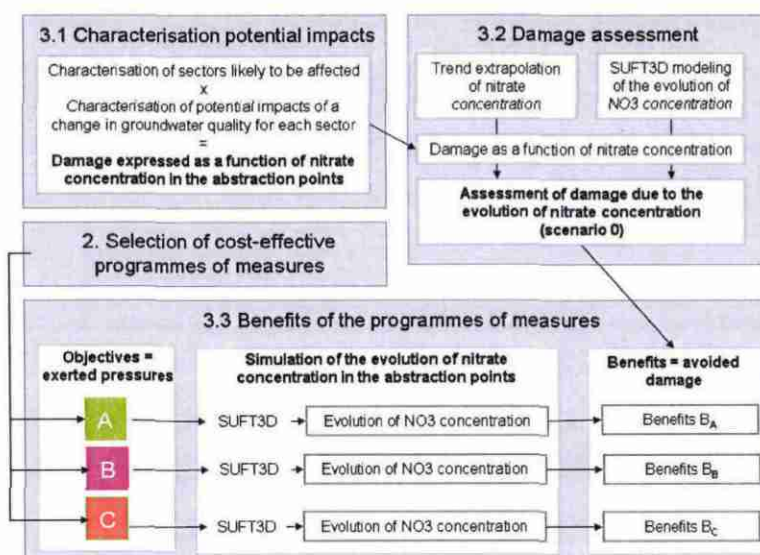 3.1 Characterisation potential impacts
Characterisation of sectors likely to be affected
x
Characterisation of potential impacts of a
change in groundwater quality for each sector
=
Damage expressed as a function of nitrate
concentration in the abstraction points
3.2 Damage assessment
Trend extrapolation
of nitrate
concentration
SUFT3D modeling
of the evolution of
NO3 concentration
Damage as a function of nitrate concentration
Assessment of damage due to the
evolution of nitrate concentration
(scenario 0)
2. Selection of cost-effective
programmes of measures
3.3 Benefits of the programmes of measures
Objectives =
exerted pressures
Simulation of the evolution of nitrate
concentration in the abstraction points
Benefits = avoided
damage
A
SUFT3D
Evolution of NO3 concentration
Benefits BA
B
SUFT3D
Evolution of NO3 concentration
Benefits BB
C
SUFT3D
Evolution of NO3 concentration
Benefits BC